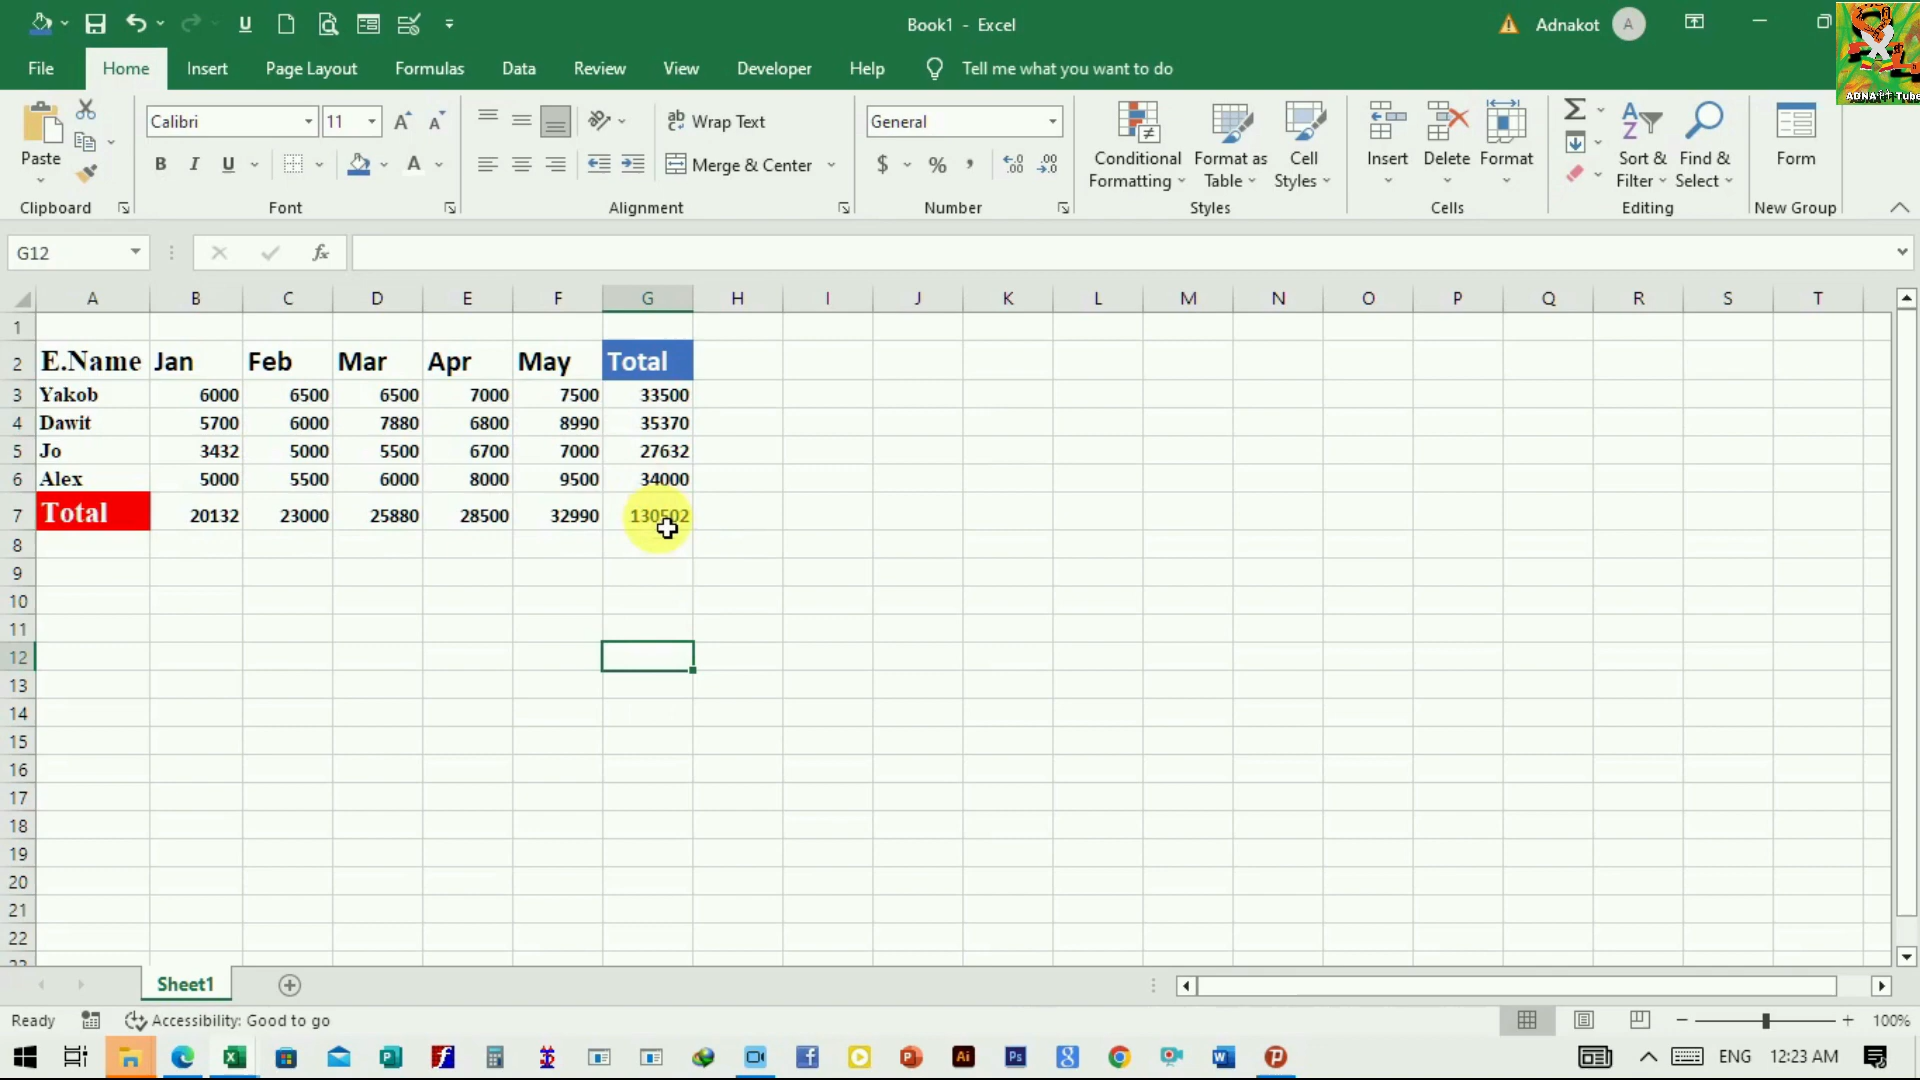 Book1 - Excel
Adnakot
A
File Home Insert Page Layout Formulas Data Review View Developer Help Tell me what you want to do
Paste
Calibri
11
Wrap Text
Merge & Center
General
Conditional Formatting
Format as Table
Cell Styles
Insert
Delete
Format
Sort & Filter
Find & Select
Form
Clipboard Font Alignment Number Styles Cells Editing New Group
G12
fx
A B C D E F G H I J K L M N O P Q R S T
1
2 E.Name Jan Feb Mar Apr May Total
3 Yakob 6000 6500 6500 7000 7500 33500
4 Dawit 5700 6000 7880 6800 8990 35370
5 Jo 3432 5000 5500 6700 7000 27632
6 Alex 5000 5500 6000 8000 9500 34000
7 Total 20132 23000 25880 28500 32990 130502
8
9
10
11
12
13
14
15
16
17
18
19
20
21
22
Sheet1
Ready Accessibility: Good to go 100%
ENG 12:23 AM